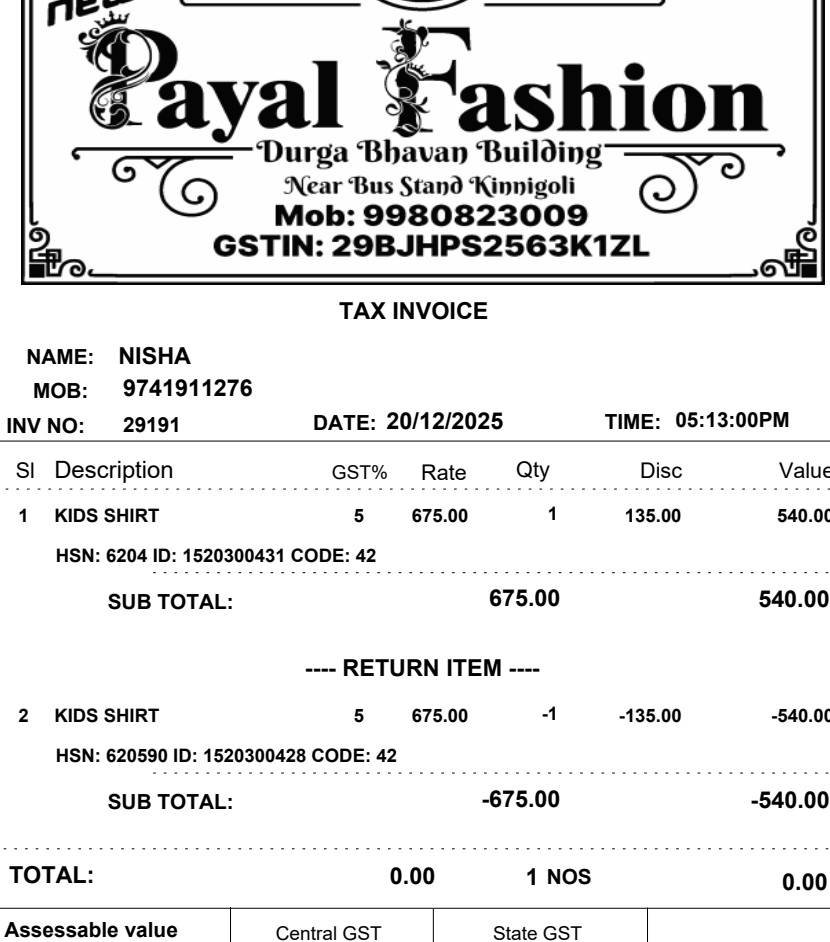 new
Payal Fashion
Durga Bhavan Building
Near Bus Stand Kinnigoli
Mob: 9980823009
GSTIN: 29BJHPS2563K1ZL
TAX INVOICE
NAME: NISHA
MOB: 9741911276
INV NO: 29191 DATE: 20/12/2025 TIME: 05:13:00PM
Sl Description GST% Rate Qty Disc Value
1 KIDS SHIRT 5 675.00 1 135.00 540.00
HSN: 6204 ID: 1520300431 CODE: 42
SUB TOTAL: 675.00 540.00
---- RETURN ITEM ----
2 KIDS SHIRT 5 675.00 -1 -135.00 -540.00
HSN: 620590 ID: 1520300428 CODE: 42
SUB TOTAL: -675.00 -540.00
TOTAL: 0.00 1 NOS 0.00
Assessable value Central GST State GST